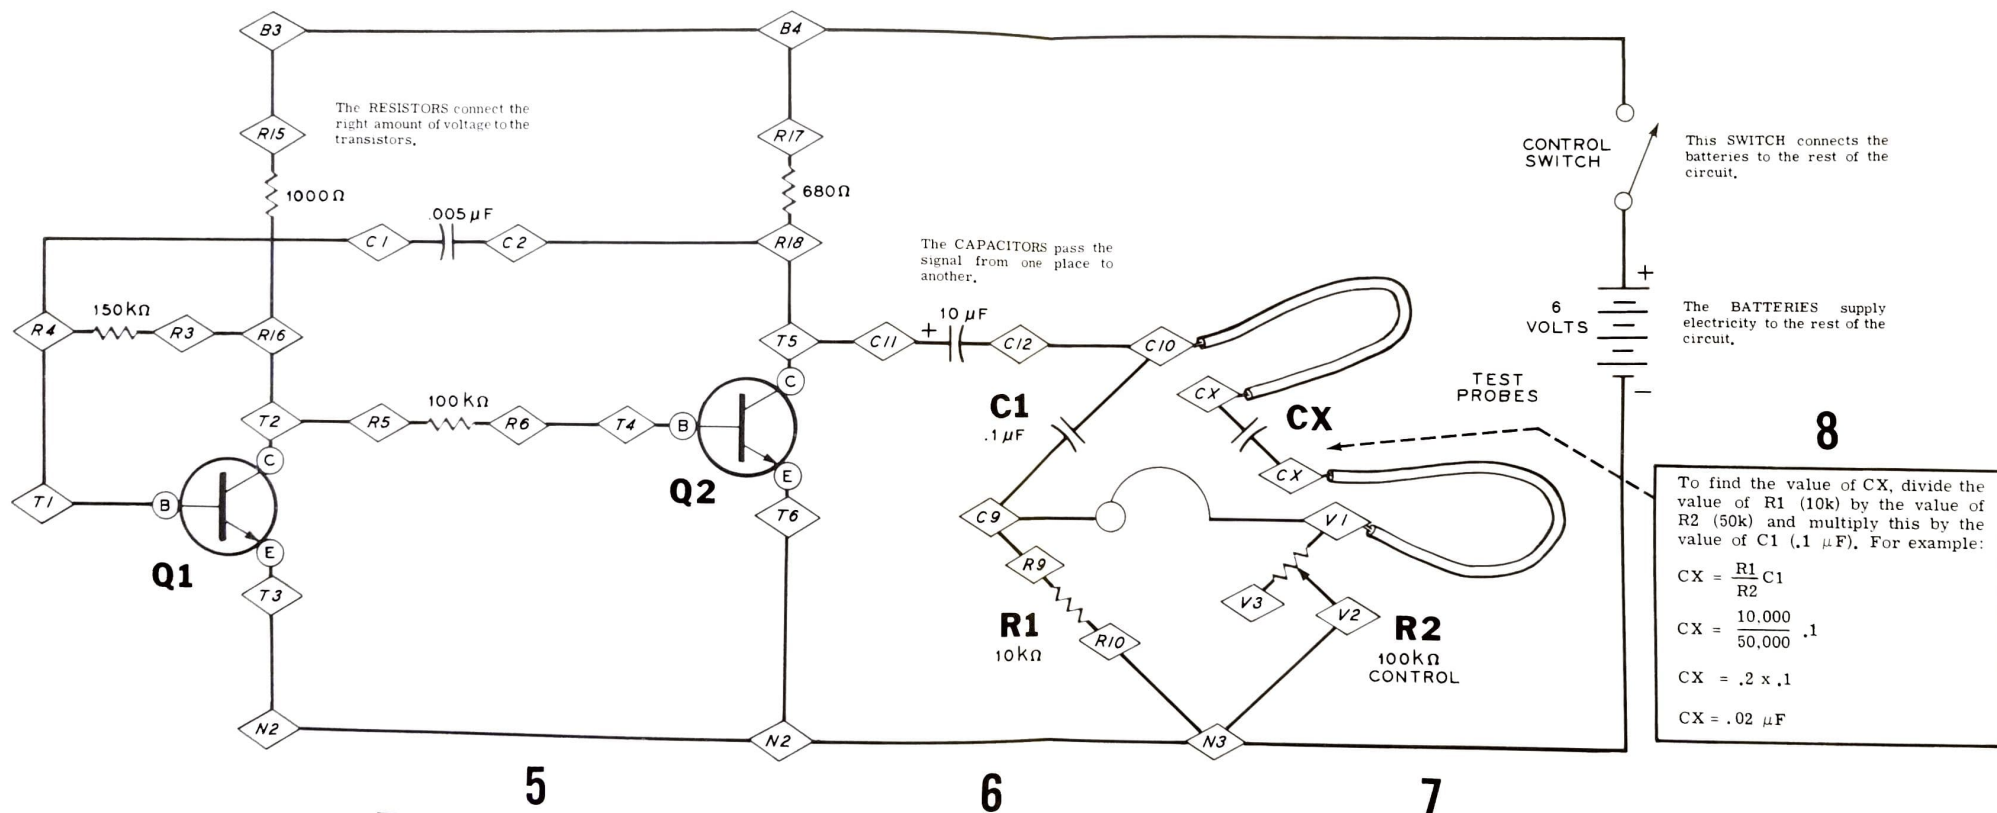 B3
B4
The RESISTORS connect the
right amount of voltage to the
transistors.
R15
R17
CONTROL
SWITCH
This SWITCH connects the
batteries to the rest of the
circuit.
1000Ω
680Ω
.005 µF
C1
C2
R18
The CAPACITORS pass the
signal from one place to
another.
+
6
VOLTS
The BATTERIES supply
electricity to the rest of the
circuit.
−
150kΩ
R4
R3
R16
T5
C11
+
10 µF
C12
C10
C
TEST
PROBES
CX
CX
CX
C1
.1 µF
8
T2
R5
100kΩ
R6
T4
B
Q2
E
C
T1
B
Q1
E
T6
C9
V1
R9
V3
V2
R1
10kΩ
R10
R2
100kΩ
CONTROL
T3
N2
N2
N3
To find the value of CX, divide the
value of R1 (10k) by the value of
R2 (50k) and multiply this by the
value of C1 (.1 µF). For example:
CX = R1/R2 C1
CX = 10,000/50,000 .1
CX = .2 x .1
CX = .02 µF
5
6
7